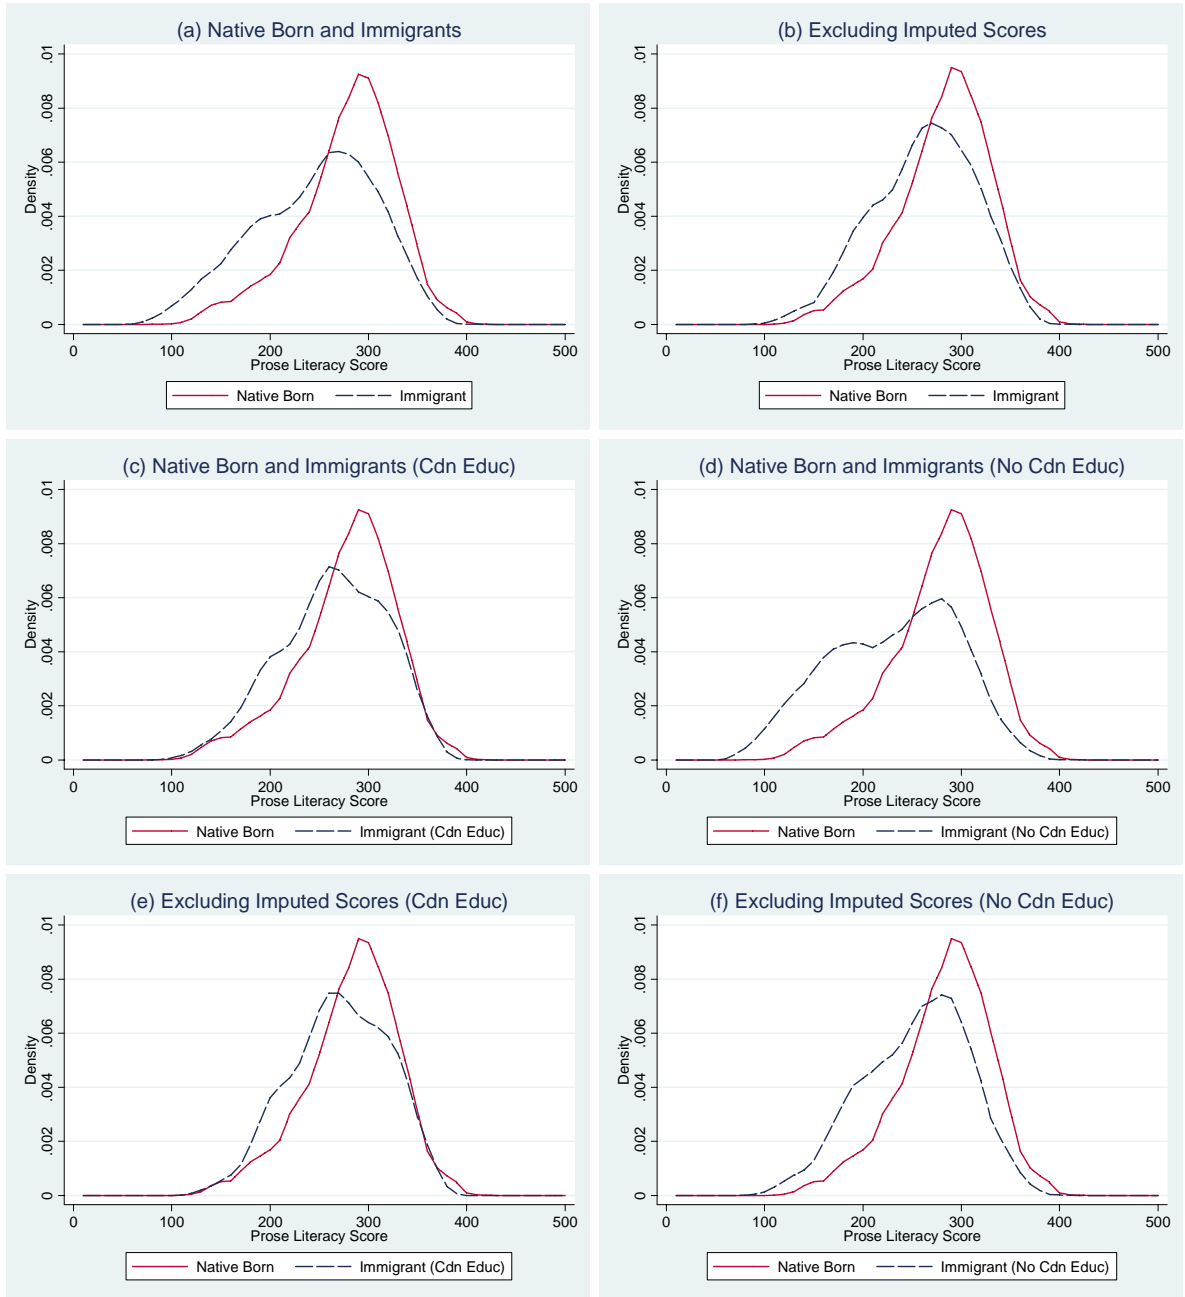 (a) Native Born and Immigrants
Density
0 .002 .004 .006 .008 .01
0 100 200 300 400 500
Prose Literacy Score
Native Born Immigrant
(b) Excluding Imputed Scores
Density
0 .002 .004 .006 .008 .01
0 100 200 300 400 500
Prose Literacy Score
Native Born Immigrant
(c) Native Born and Immigrants (Cdn Educ)
Density
0 .002 .004 .006 .008 .01
0 100 200 300 400 500
Prose Literacy Score
Native Born Immigrant (Cdn Educ)
(d) Native Born and Immigrants (No Cdn Educ)
Density
0 .002 .004 .006 .008 .01
0 100 200 300 400 500
Prose Literacy Score
Native Born Immigrant (No Cdn Educ)
(e) Excluding Imputed Scores (Cdn Educ)
Density
0 .002 .004 .006 .008 .01
0 100 200 300 400 500
Prose Literacy Score
Native Born Immigrant (Cdn Educ)
(f) Excluding Imputed Scores (No Cdn Educ)
Density
0 .002 .004 .006 .008 .01
0 100 200 300 400 500
Prose Literacy Score
Native Born Immigrant (No Cdn Educ)